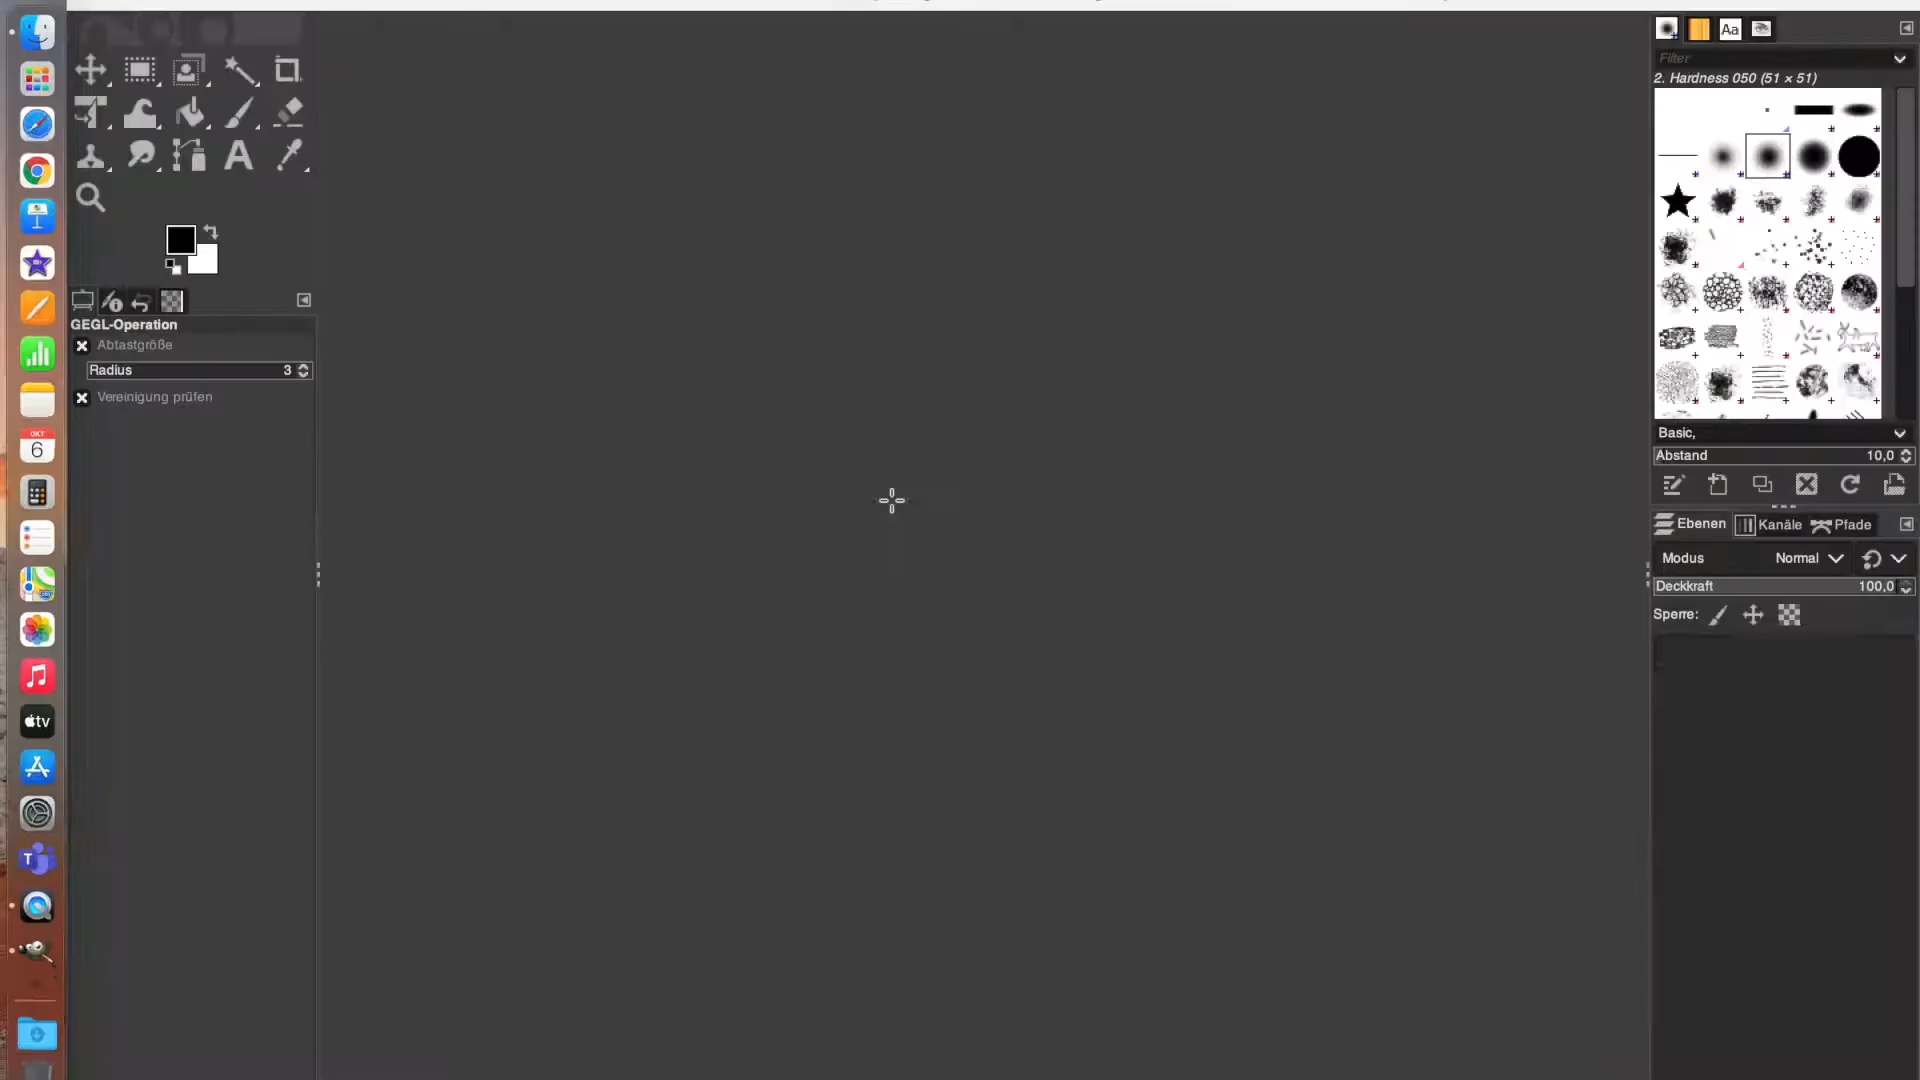 Aa
Filter
2. Hardness 050 (51 × 51)
A
GEGL-Operation
Abtastgröße
Radius 3
Vereinigung prüfen
Basic,
Abstand 10,0
Ebenen Kanäle Pfade
Modus Normal
Deckkraft 100,0
Sperre:
OKT
6
tv
T